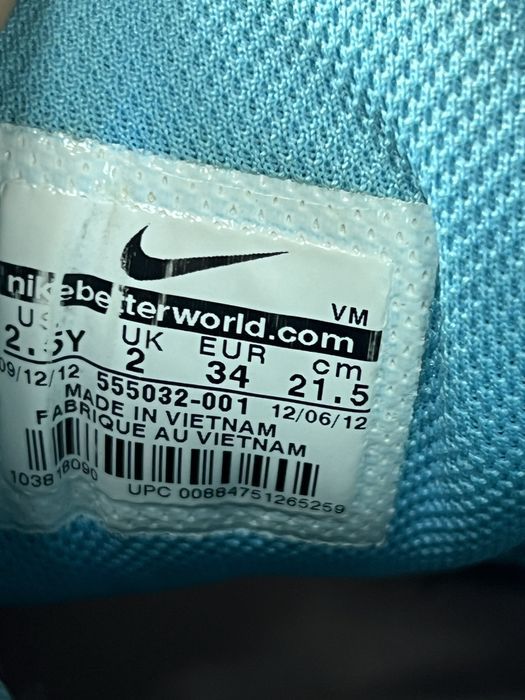 nikebetterworld.com
VM
US UK EUR cm
2.5Y 2 34 21.5
09/12/12 555032-001 12/06/12
MADE IN VIETNAM
FABRIQUE AU VIETNAM
UPC 00884751265259